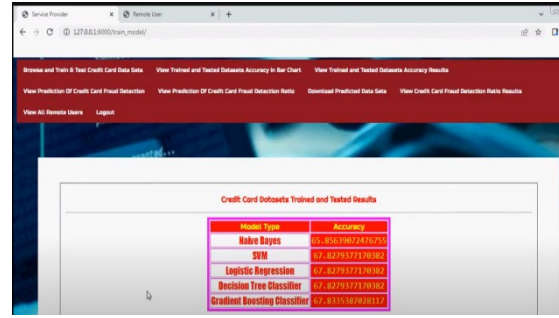 Service Provider
Remote User
127.0.0.1:8000/train_model/
Browse and Train & Test Credit Card Data Sets View Trained and Tested Datasets Accuracy In Bar Chart View Trained and Tested Datasets Accuracy Results
View Prediction Of Credit Card Fraud Detection View Prediction Of Credit Card Fraud Detection Ratio Download Predicted Data Sets View Credit Card Fraud Detection Ratio Results
View All Remote Users Logout
Credit Card Datasets Trained and Tested Results
Model Type Accuracy
Naive Bayes 65.85639072476755
SVM 67.8279377170382
Logistic Regression 67.8279377170382
Decision Tree Classifier 67.8279377170382
Gradient Boosting Classifier 67.8335387028117